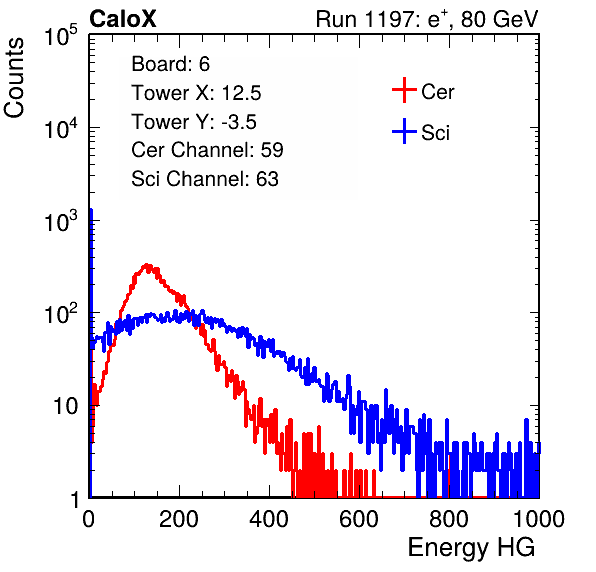 CaloX Run 1197: e⁺, 80 GeV
Counts
10⁵
10⁴
10³
10²
10
1
Board: 6
Tower X: 12.5
Tower Y: -3.5
Cer Channel: 59
Sci Channel: 63
Cer
Sci
0 200 400 600 800 1000
Energy HG